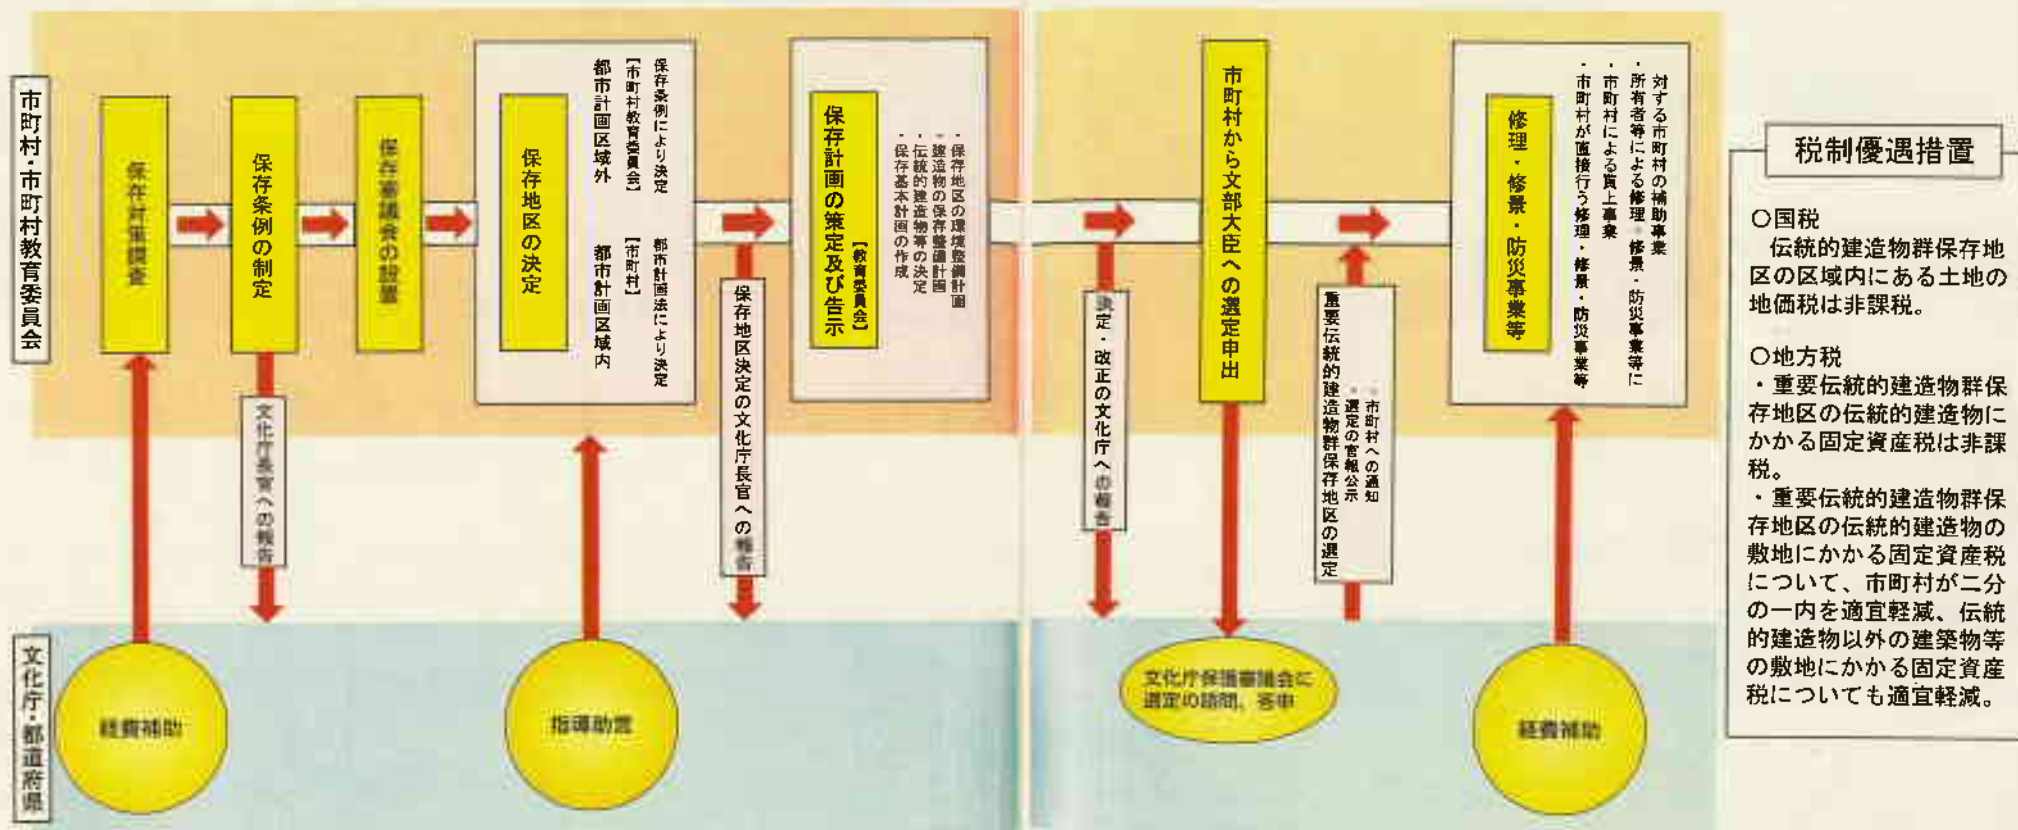 市町村・市町村教育委員会
保存対策調査
保存条例の制定
文化庁長官への報告
保存審議会の設置
保存地区の決定
保存条例により決定
【市町村教育委員会】
都市計画区域外
都市計画法により決定
【市町村】
都市計画区域内
保存地区決定の文化庁長官への報告
保存計画の策定及び告示
【教育委員会】
・保存地区の環境整備計画
・建造物の保存整備計画
・伝統的建造物等の決定
・保存基本計画の作成
決定・改正の文化庁への報告
市町村から文部大臣への選定申出
・市町村への通知
・選定の官報公示
重要伝統的建造物群保存地区の選定
修理・修景・防災事業等
対する市町村の補助事業
・所有者等による修理・修景・防災事業等に
・市町村による買上事業
・市町村が直接行う修理・修景・防災事業等
文化庁・都道府県
経費補助
指導助言
文化庁保護審議会に
選定の諮問、答申
経費補助
税制優遇措置
〇国税
伝統的建造物群保存地
区の区域内にある土地の
地価税は非課税。
〇地方税
・重要伝統的建造物群保
存地区の伝統的建造物に
かかる固定資産税は非課
税。
・重要伝統的建造物群保
存地区の伝統的建造物の
敷地にかかる固定資産税
について、市町村が二分
の一内を適宜軽減、伝統
的建造物以外の建築物等
の敷地にかかる固定資産
税についても適宜軽減。